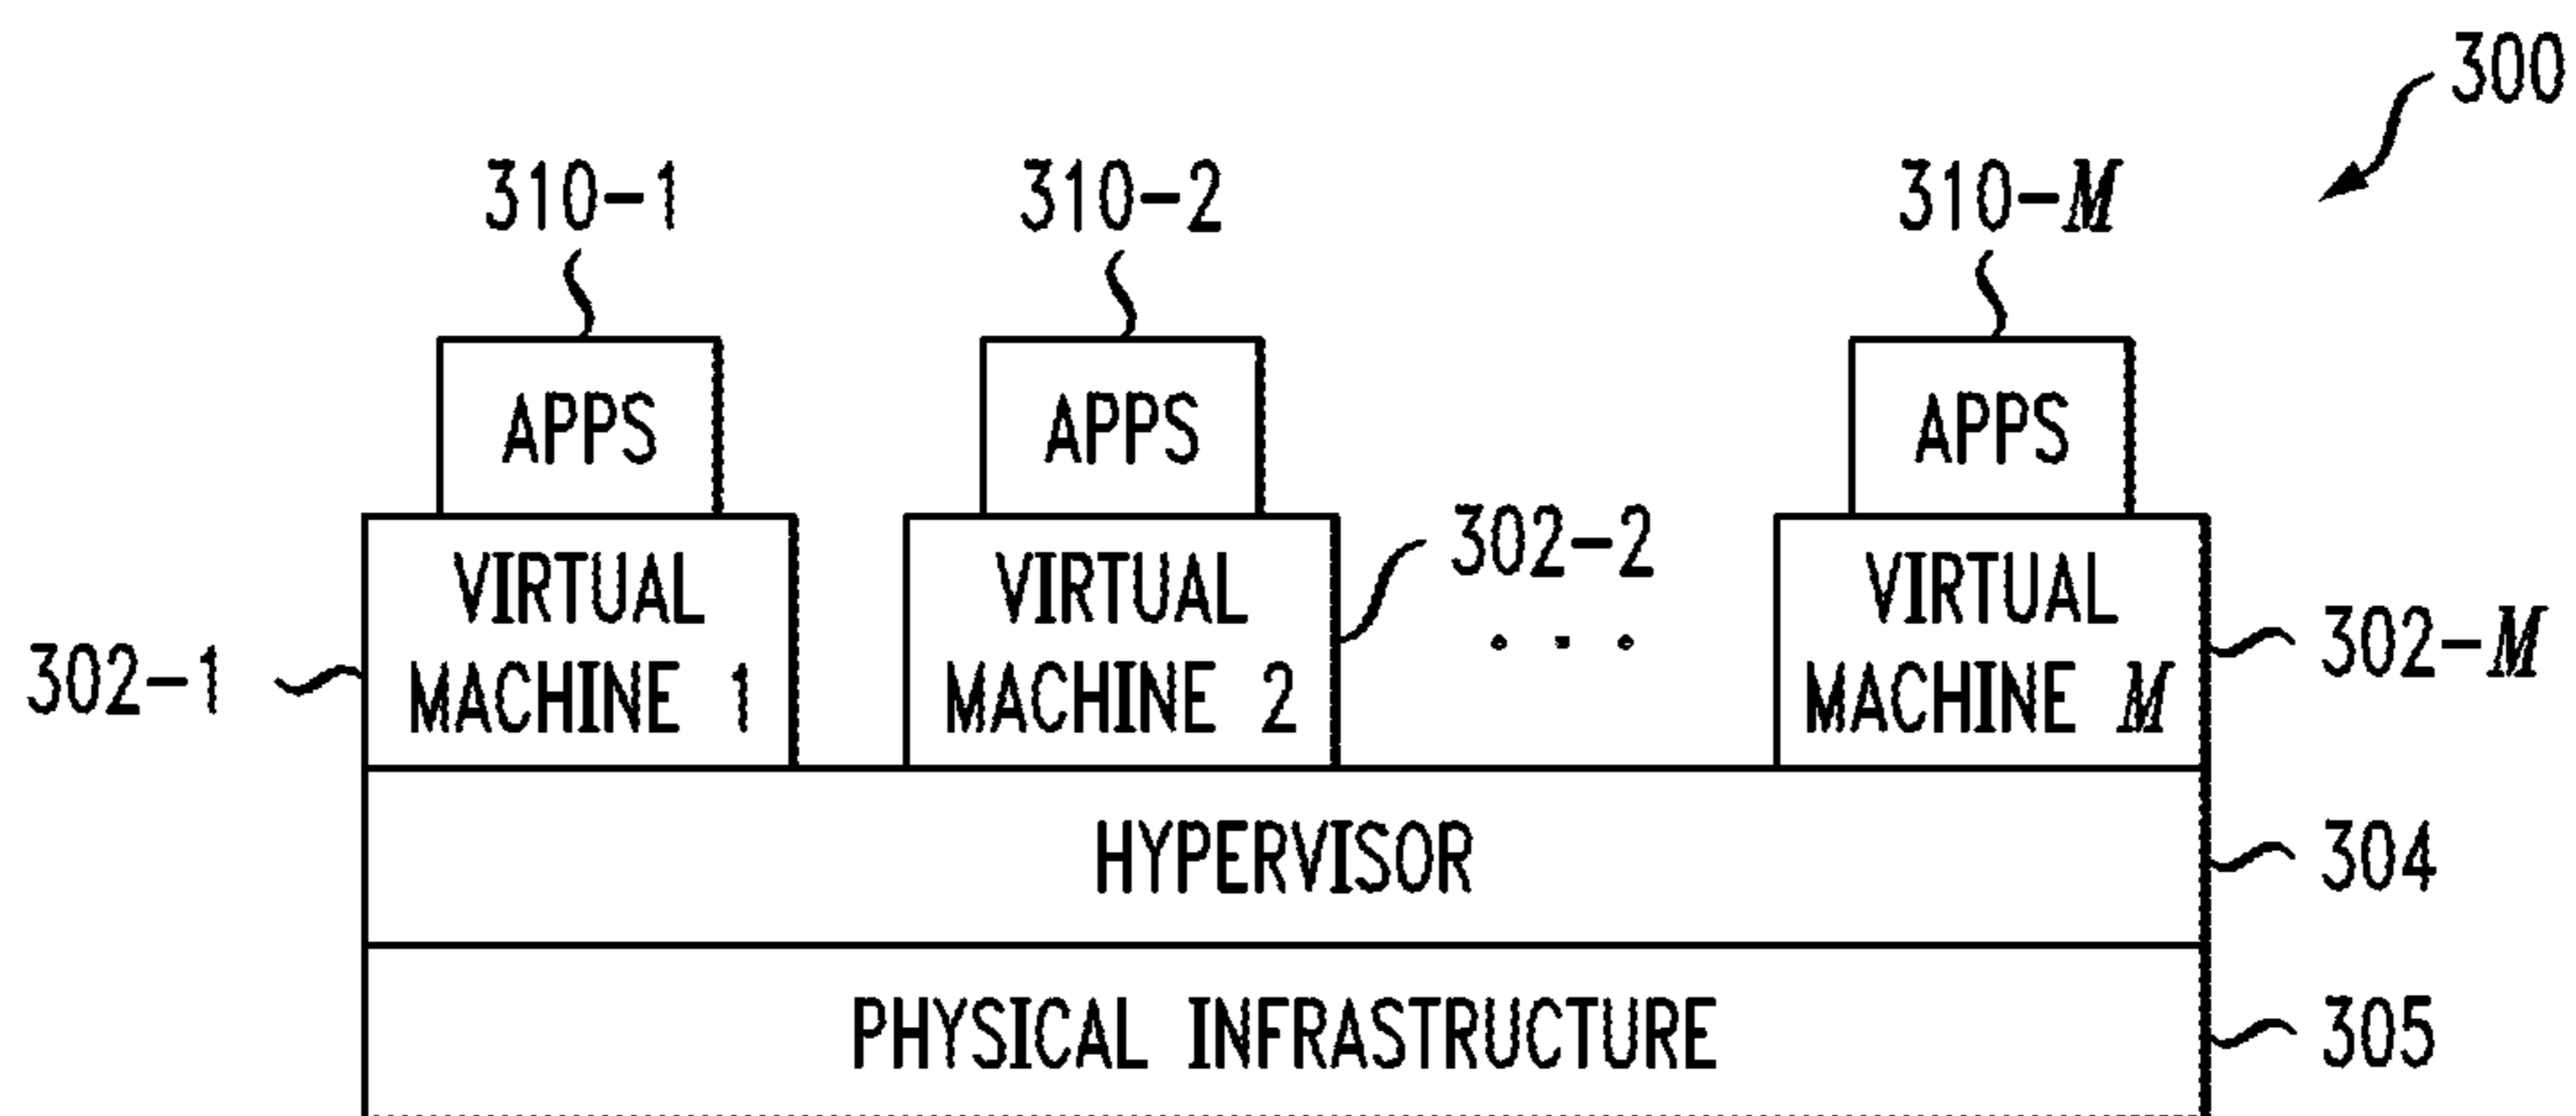 300
310-1
310-2
310-M
APPS
APPS
APPS
302-2
VIRTUAL
MACHINE 1
VIRTUAL
MACHINE 2
. . .
VIRTUAL
MACHINE M
302-1
302-M
HYPERVISOR
304
PHYSICAL INFRASTRUCTURE
305